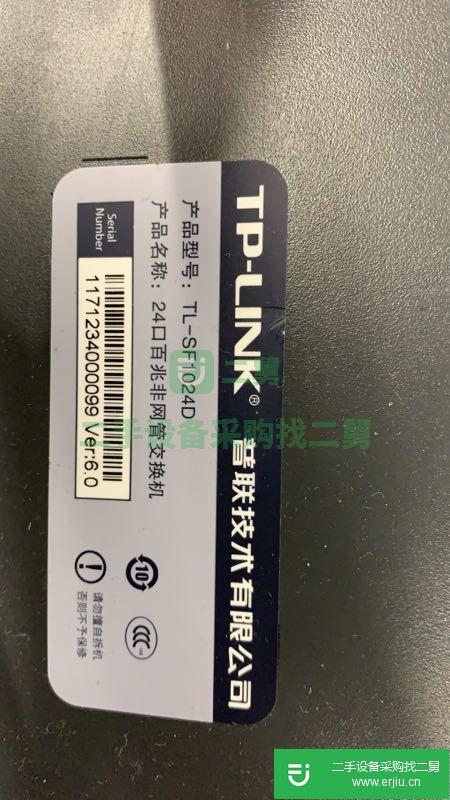 TP-LINK® 普联技术有限公司
产品型号：TL-SF1024D
产品名称：24口百兆非网管交换机
Serial
Number
1171234000099 Ver:6.0
10
CCC
请勿擅自拆机
否则不予保修
二舅
二手设备采购找二舅
二手设备采购找二舅
www.erjiu.cn